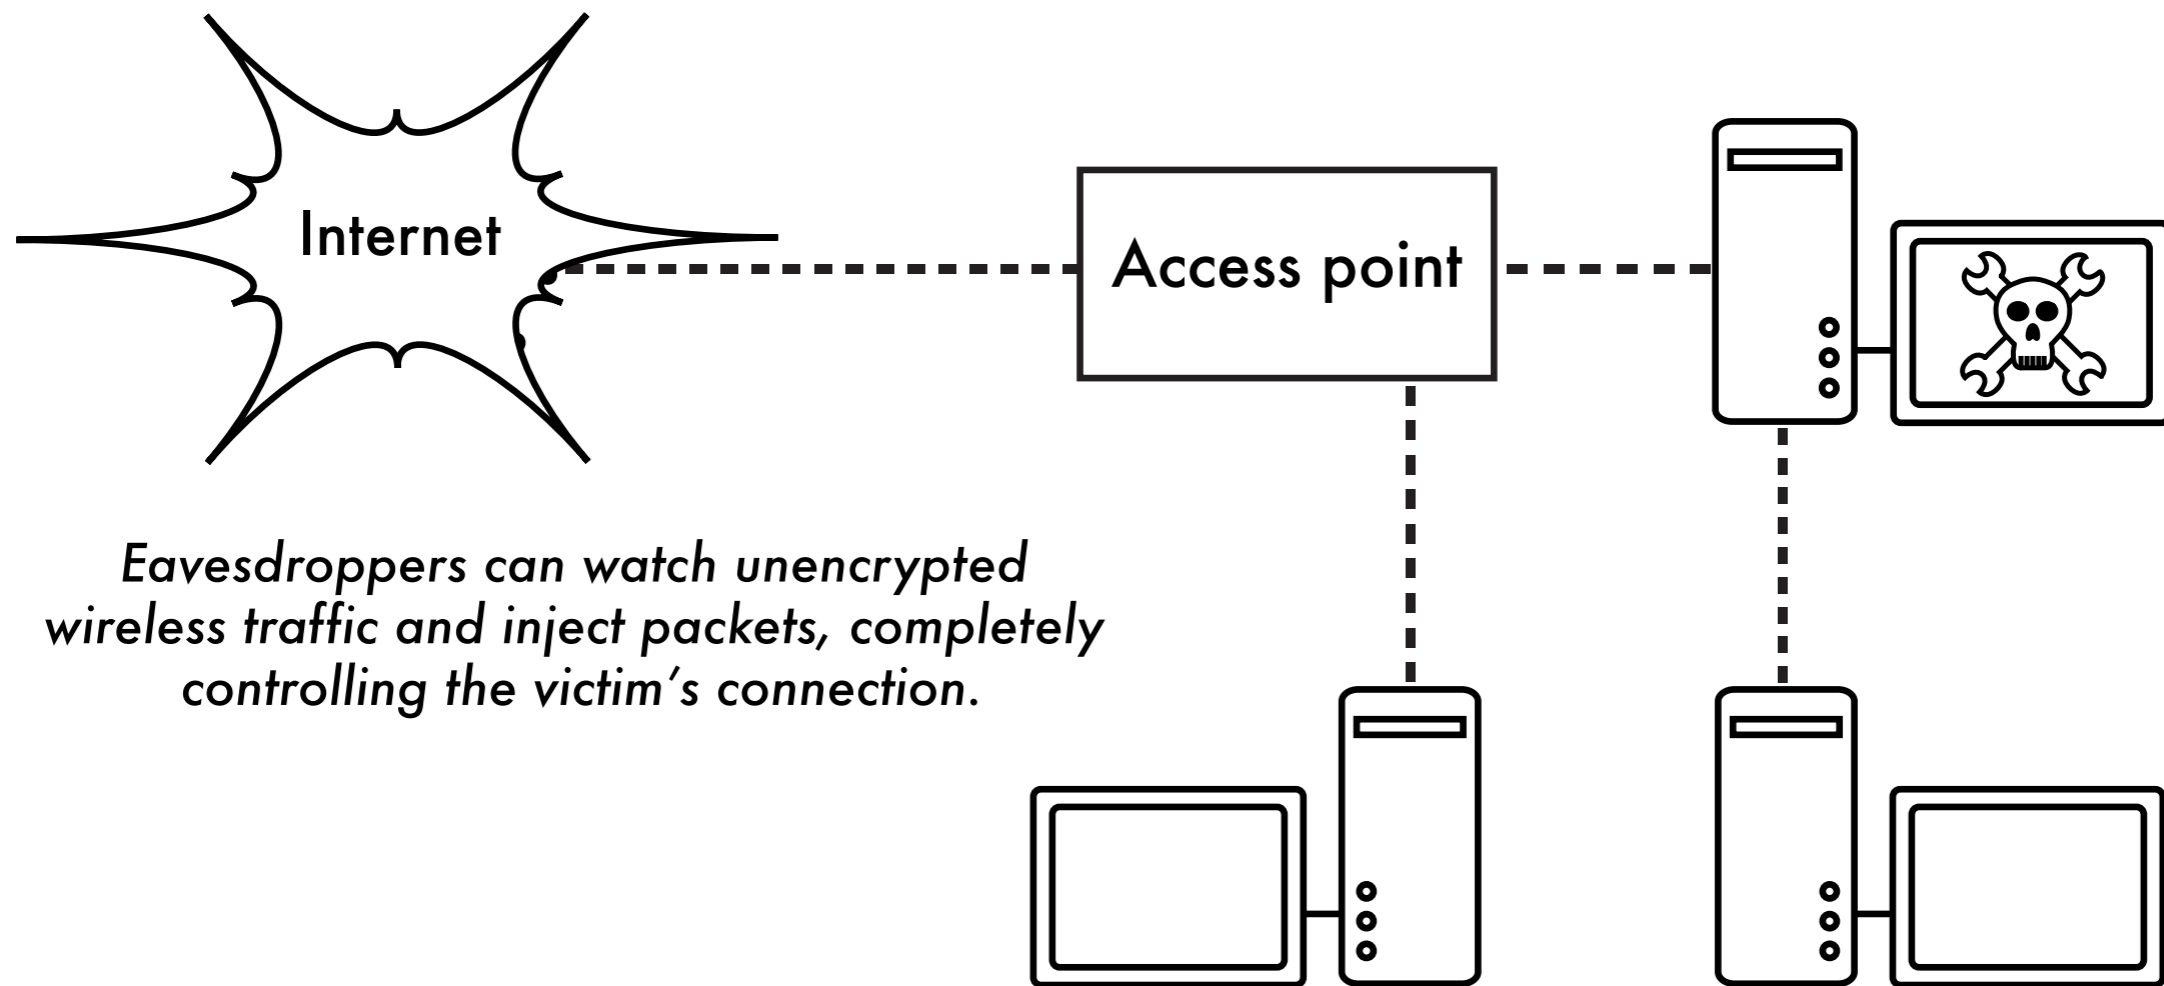 Internet
Access point
Eavesdroppers can watch unencrypted
wireless traffic and inject packets, completely
controlling the victim's connection.